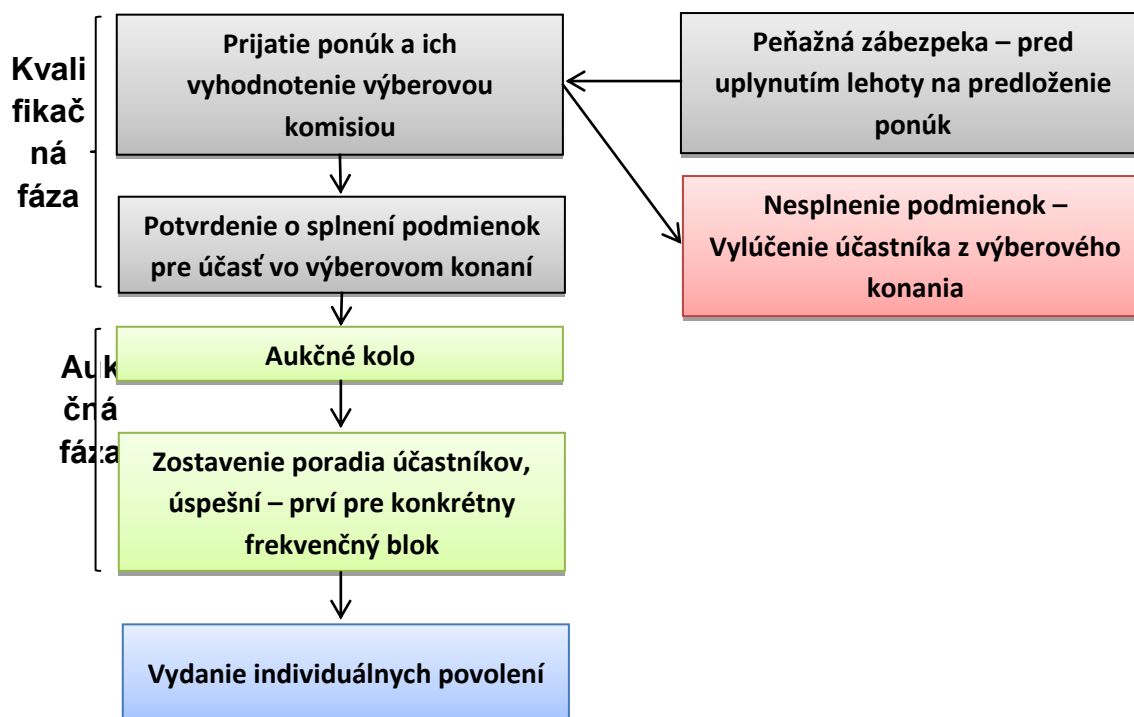 Kvali
fikač
ná
fáza
Prijatie ponúk a ich
vyhodnotenie výberovou
komisiou
Peňažná zábezpeka – pred
uplynutím lehoty na predloženie
ponúk
Nesplnenie podmienok –
Vylúčenie účastníka z výberového
konania
Potvrdenie o splnení podmienok
pre účasť vo výberovom konaní
Auk
čná
fáza
Aukčné kolo
Zostavenie poradia účastníkov,
úspešní – prví pre konkrétny
frekvenčný blok
Vydanie individuálnych povolení